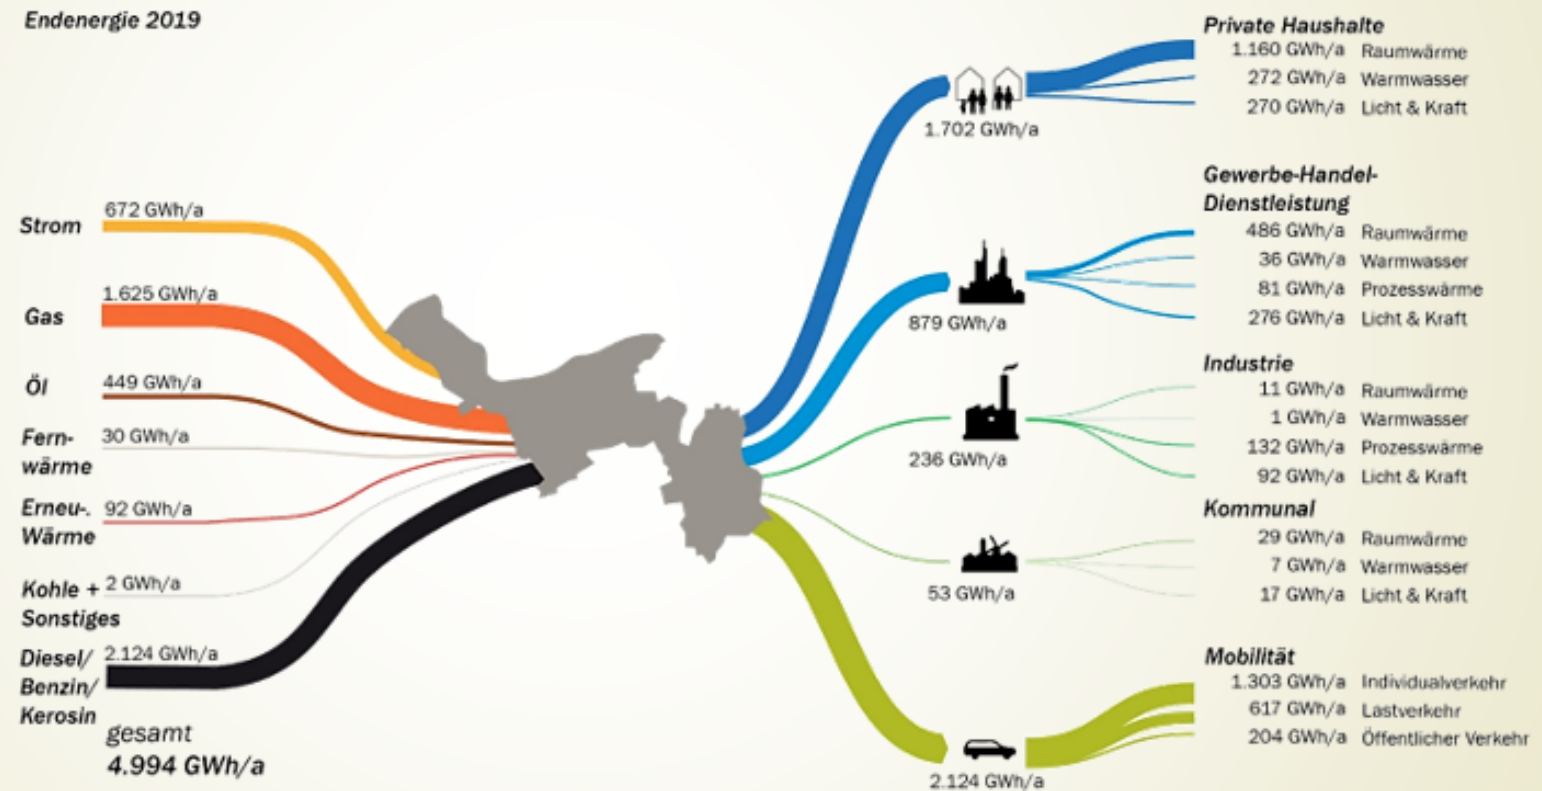 Endenergie 2019
Strom
672 GWh/a
Gas
1.625 GWh/a
Öl
449 GWh/a
Fern-
wärme
30 GWh/a
Erneu-.
Wärme
92 GWh/a
Kohle +
Sonstiges
2 GWh/a
Diesel/
Benzin/
Kerosin
2.124 GWh/a
gesamt
4.994 GWh/a
1.702 GWh/a
879 GWh/a
236 GWh/a
53 GWh/a
2.124 GWh/a
Private Haushalte
1.160 GWh/a Raumwärme
272 GWh/a Warmwasser
270 GWh/a Licht & Kraft
Gewerbe-Handel-
Dienstleistung
486 GWh/a Raumwärme
36 GWh/a Warmwasser
81 GWh/a Prozesswärme
276 GWh/a Licht & Kraft
Industrie
11 GWh/a Raumwärme
1 GWh/a Warmwasser
132 GWh/a Prozesswärme
92 GWh/a Licht & Kraft
Kommunal
29 GWh/a Raumwärme
7 GWh/a Warmwasser
17 GWh/a Licht & Kraft
Mobilität
1.303 GWh/a Individualverkehr
617 GWh/a Lastverkehr
204 GWh/a Öffentlicher Verkehr